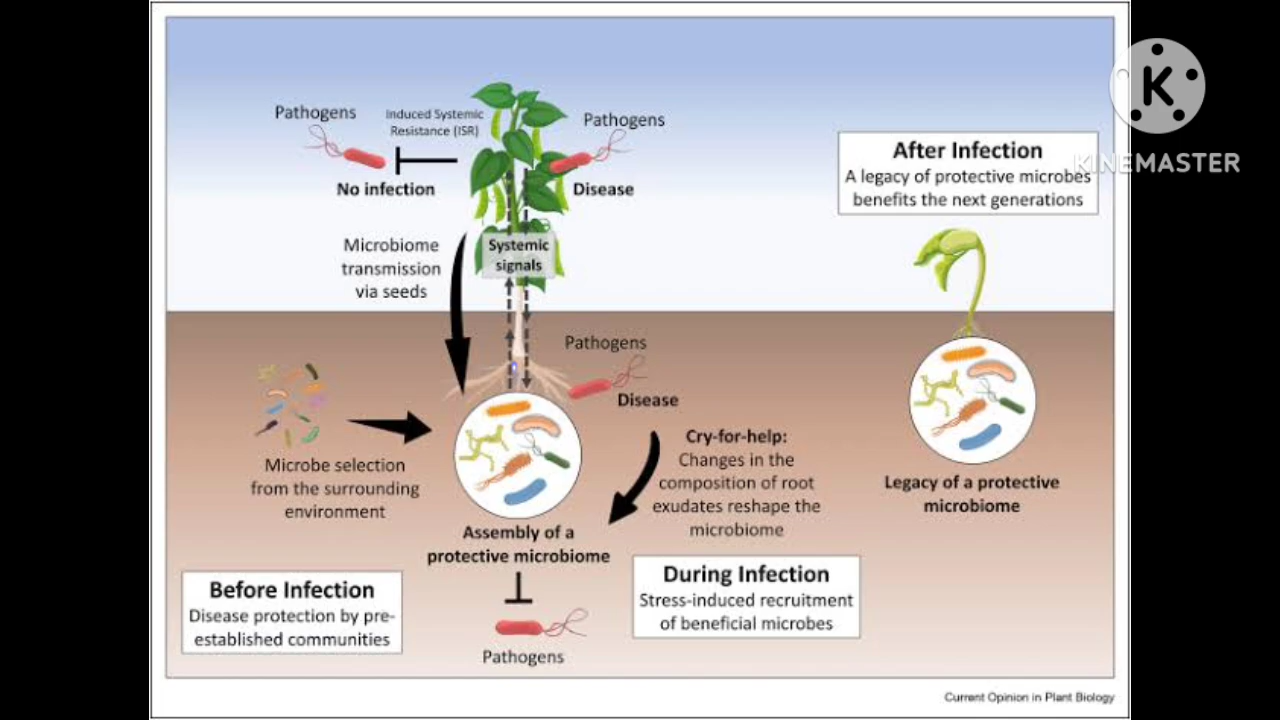 Pathogens
Induced Systemic
Resistance (ISR)
No infection
Pathogens
Disease
Microbiome
transmission
via seeds
Systemic
signals
After Infection
A legacy of protective microbes
benefits the next generations
K
KINEMASTER
Pathogens
Disease
Microbe selection
from the surrounding
environment
Cry-for-help:
Changes in the
composition of root
exudates reshape the
microbiome
Assembly of a
protective microbiome
Legacy of a protective
microbiome
Before Infection
Disease protection by pre-
established communities
During Infection
Stress-induced recruitment
of beneficial microbes
Pathogens
Current Opinion in Plant Biology